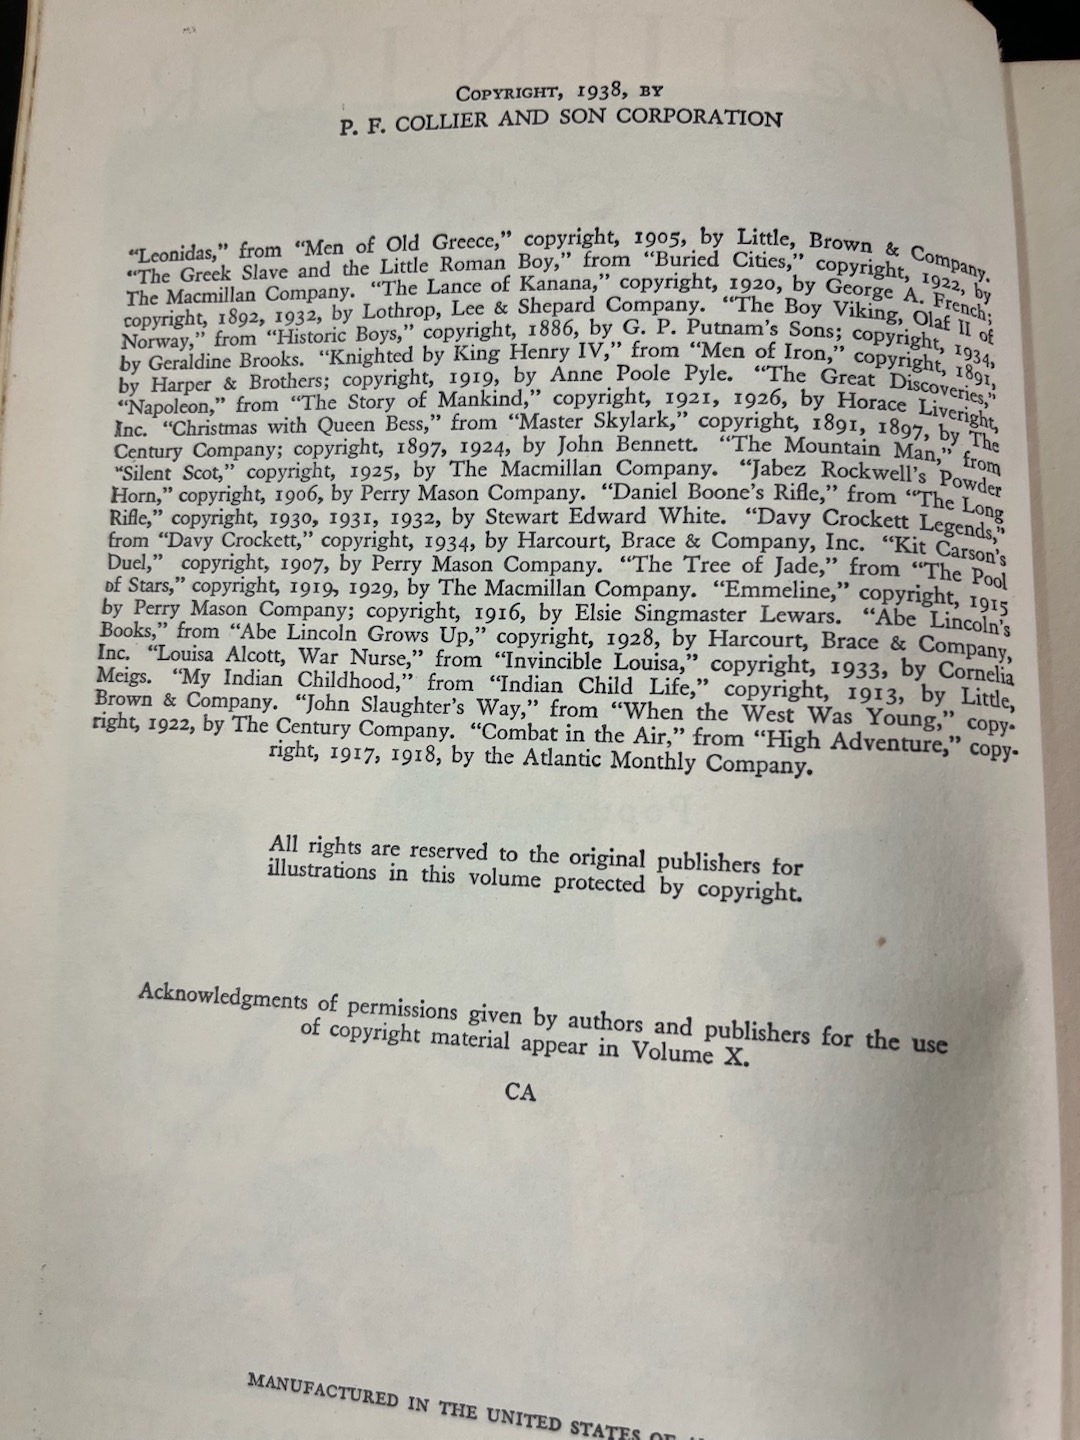 COPYRIGHT, 1938, BY
P. F. COLLIER AND SON CORPORATION
"Leonidas," from "Men of Old Greece," copyright, 1905, by Little, Brown & Company.
"The Greek Slave and the Little Roman Boy," from "Buried Cities," copyright, 1922, by
The Macmillan Company. "The Lance of Kanana," copyright, 1920, by George A. French;
copyright, 1892, 1932, by Lothrop, Lee & Shepard Company. "The Boy Viking, Olaf II of
Norway," from "Historic Boys," copyright, 1886, by G. P. Putnam's Sons; copyright, 1934,
by Geraldine Brooks. "Knighted by King Henry IV," from "Men of Iron," copyright, 1891,
by Harper & Brothers; copyright, 1919, by Anne Poole Pyle. "The Great Discoveries,"
"Napoleon," from "The Story of Mankind," copyright, 1921, 1926, by Horace Liveright,
Inc. "Christmas with Queen Bess," from "Master Skylark," copyright, 1891, 1897, by The
Century Company; copyright, 1897, 1924, by John Bennett. "The Mountain Man," from
"Silent Scot," copyright, 1925, by The Macmillan Company. "Jabez Rockwell's Powder
Horn," copyright, 1906, by Perry Mason Company. "Daniel Boone's Rifle," from "The Long
Rifle," copyright, 1930, 1931, 1932, by Stewart Edward White. "Davy Crockett Legends,"
from "Davy Crockett," copyright, 1934, by Harcourt, Brace & Company, Inc. "Kit Carson's
Duel," copyright, 1907, by Perry Mason Company. "The Tree of Jade," from "The Pool
of Stars," copyright, 1919, 1929, by The Macmillan Company. "Emmeline," copyright, 1915
by Perry Mason Company; copyright, 1916, by Elsie Singmaster Lewars. "Abe Lincoln's
Books," from "Abe Lincoln Grows Up," copyright, 1928, by Harcourt, Brace & Company,
Inc. "Louisa Alcott, War Nurse," from "Invincible Louisa," copyright, 1933, by Cornelia
Meigs. "My Indian Childhood," from "Indian Child Life," copyright, 1913, by Little,
Brown & Company. "John Slaughter's Way," from "When the West Was Young," copy-
right, 1922, by The Century Company. "Combat in the Air," from "High Adventure," copy-
right, 1917, 1918, by the Atlantic Monthly Company.
All rights are reserved to the original publishers for
illustrations in this volume protected by copyright.
Acknowledgments of permissions given by authors and publishers for the use
of copyright material appear in Volume X.
CA
MANUFACTURED IN THE UNITED STATES OF